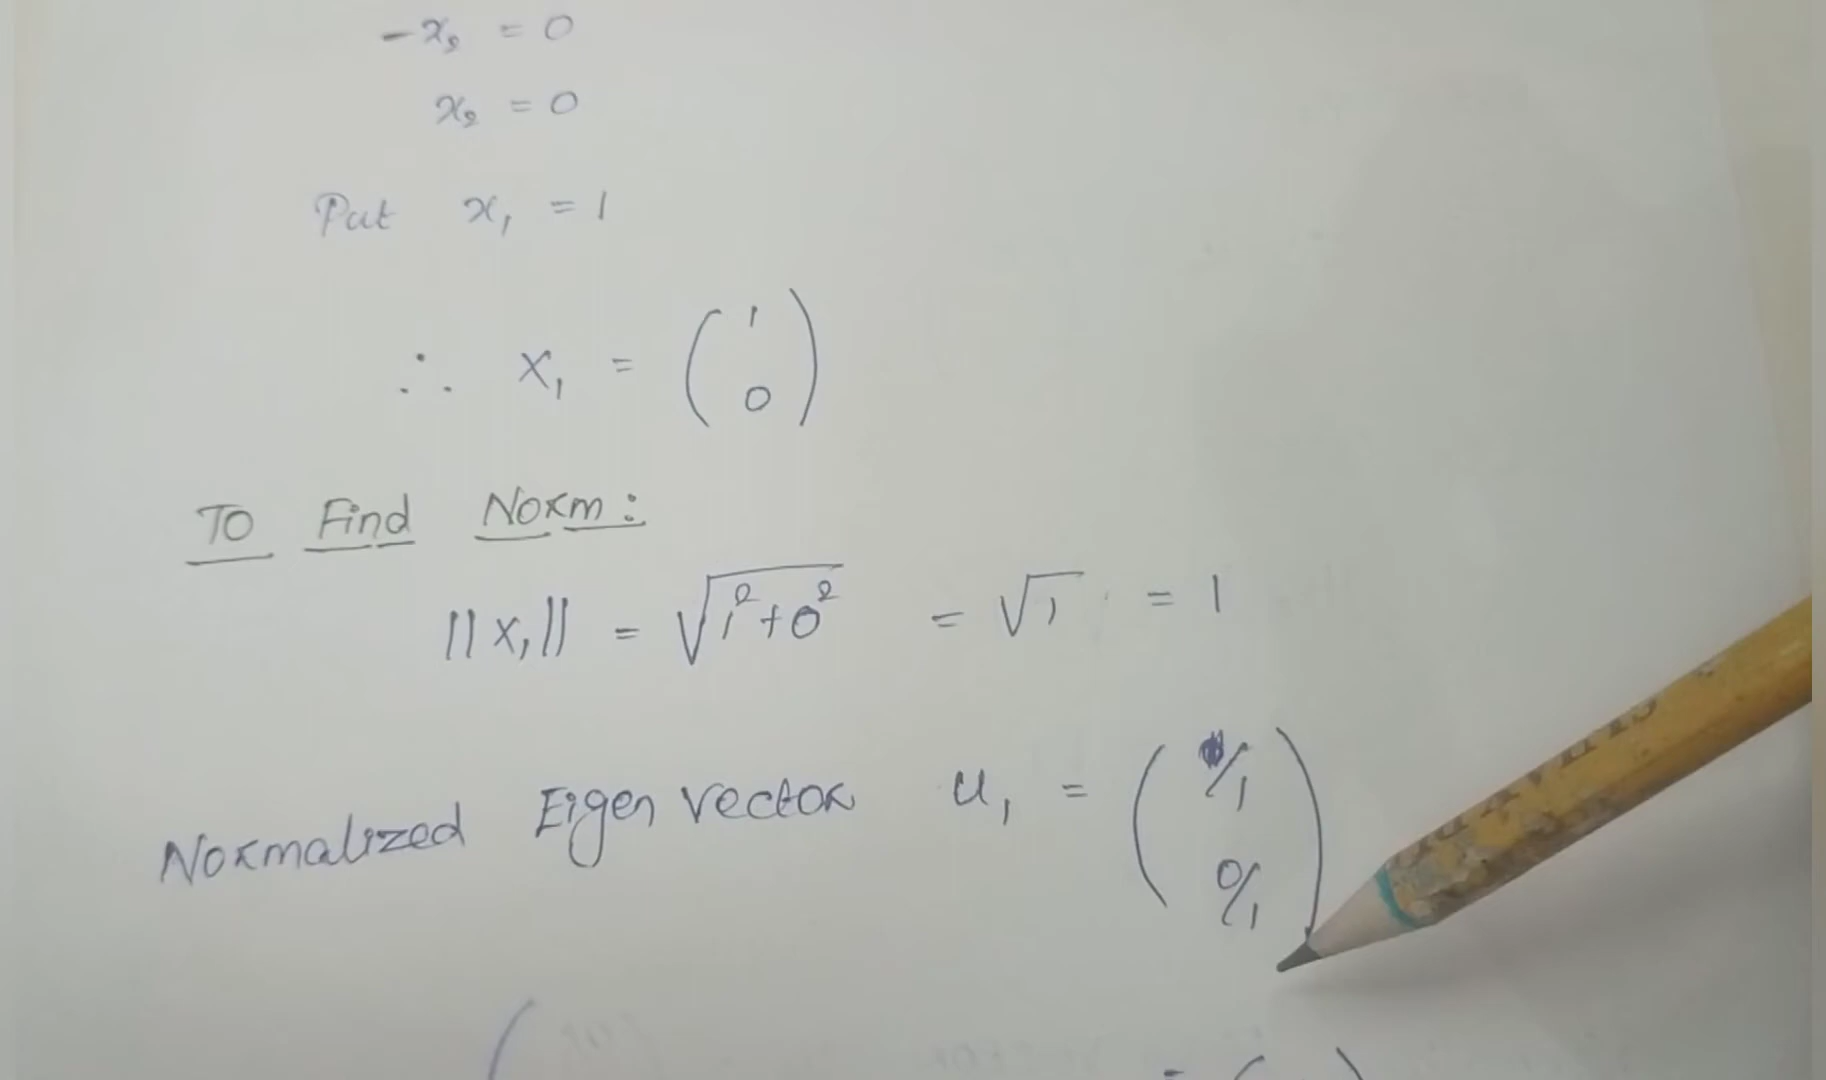 -x₂ = 0
x₂ = 0
Put x₁ = 1
∴ X₁ = (1 0)
To Find Norm:
||X₁|| = √1²+0² = √1 = 1
Normalized Eigen vector u₁ = ( /1 0/1)